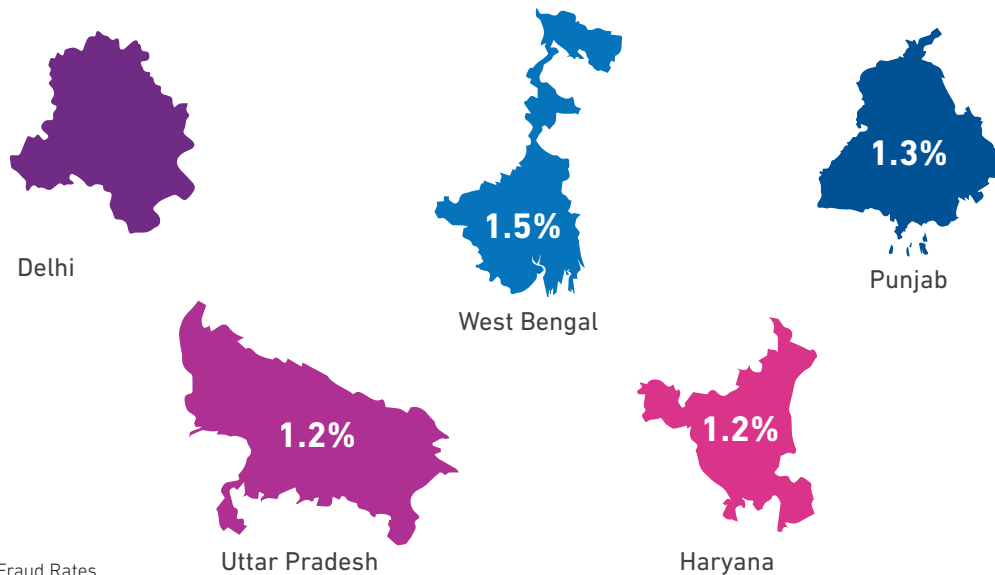 1.3%
1.5%
Delhi
Punjab
West Bengal
1.2%
1.2%
Uttar Pradesh
Haryana
Fraud Rates